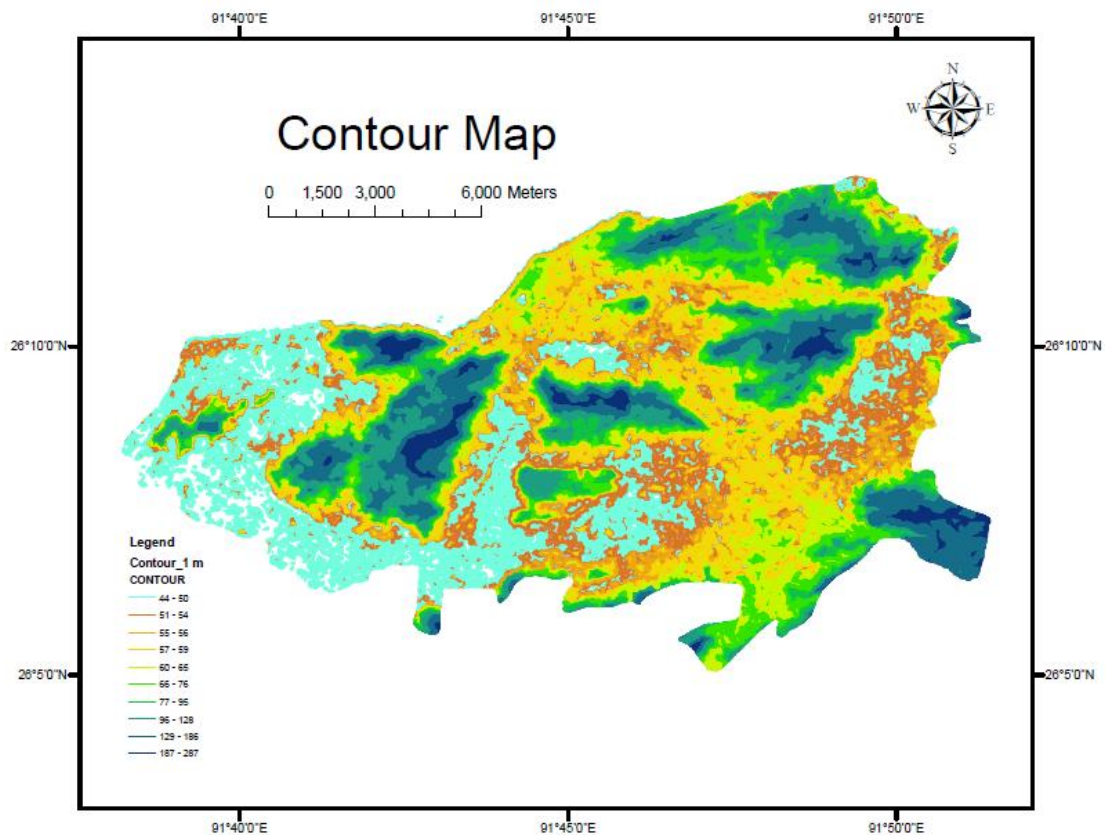 91°40'0"E 91°45'0"E 91°50'0"E
N
W E
S
Contour Map
0 1,500 3,000 6,000 Meters
26°10'0"N 26°10'0"N
Legend
Contour_1 m
CONTOUR
44 - 50
51 - 54
55 - 56
57 - 59
60 - 65
66 - 76
77 - 95
96 - 128
129 - 186
187 - 287
26°5'0"N 26°5'0"N
91°40'0"E 91°45'0"E 91°50'0"E